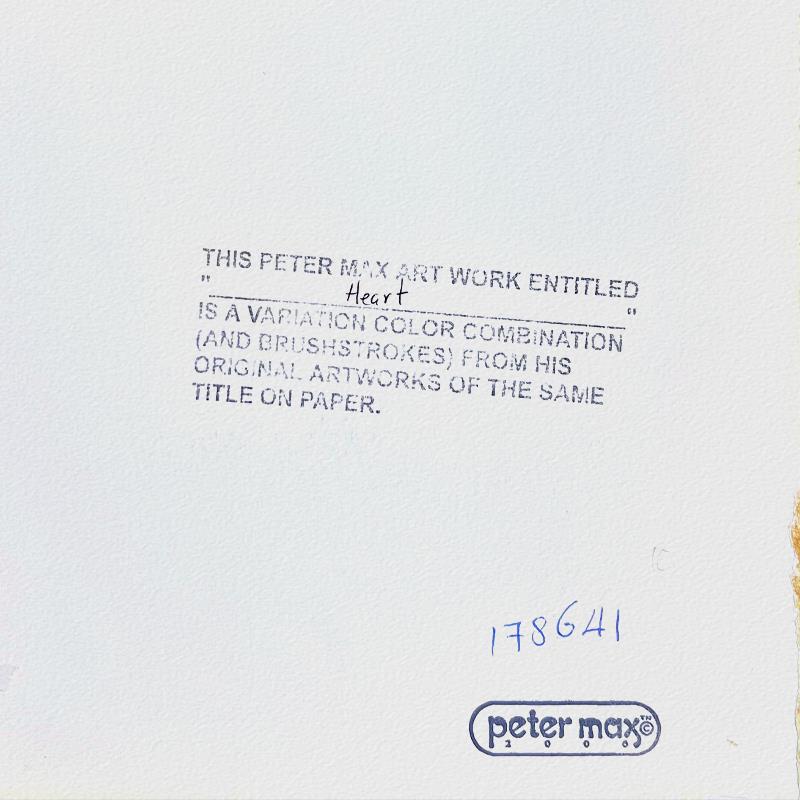 THIS PETER MAX ART WORK ENTITLED
" Heart "
IS A VARIATION COLOR COMBINATION
(AND BRUSHSTROKES) FROM HIS
ORIGINAL ARTWORKS OF THE SAME
TITLE ON PAPER.
178641
peter max™©
2000